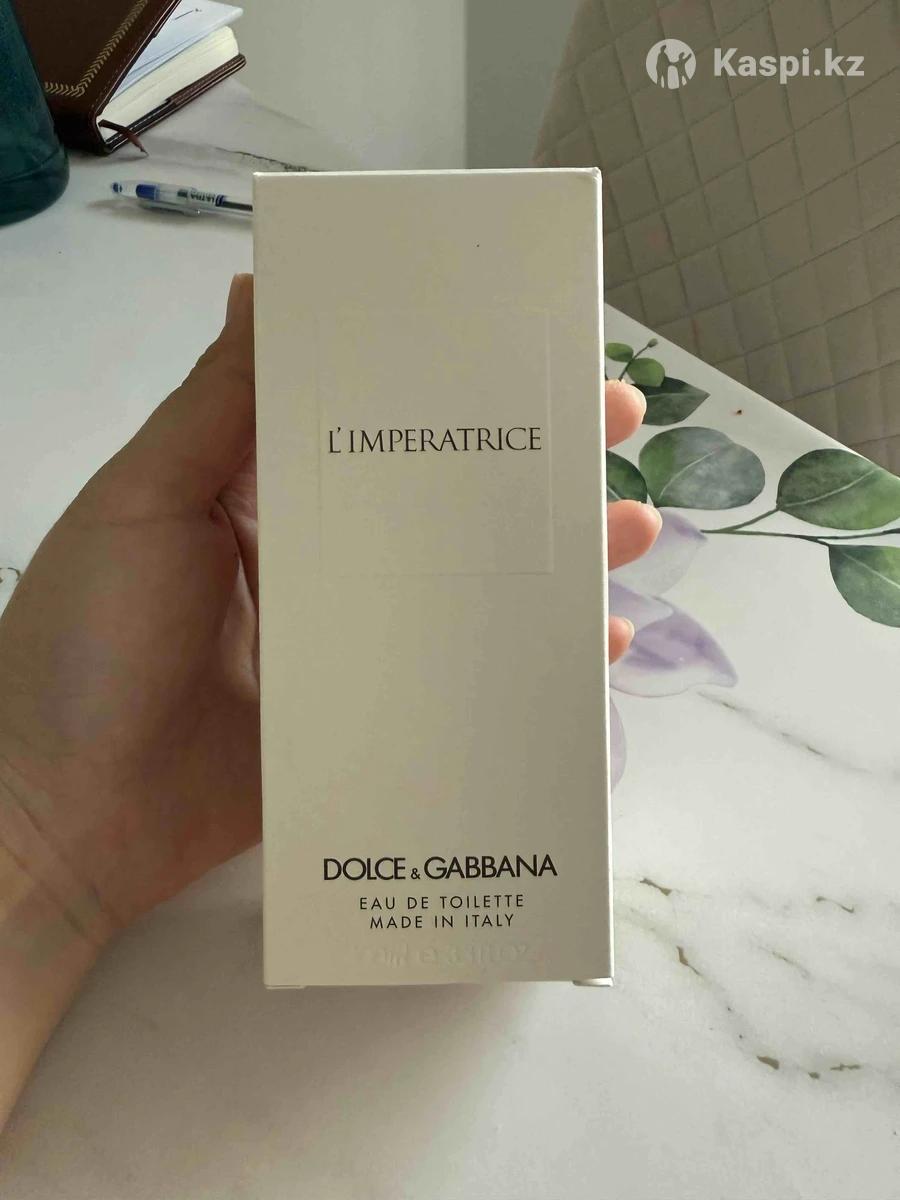 Kaspi.kz
L'IMPERATRICE
DOLCE & GABBANA
EAU DE TOILETTE
MADE IN ITALY